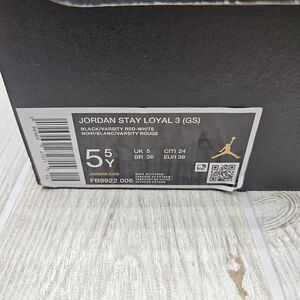 JORDAN STAY LOYAL 3 (GS)
BLACK/VARSITY RED-WHITE
NOIR/BLANC/VARSITY ROUGE
5.5Y
UK 5
CM 24
BR 36
EUR 38
JORDAN.COM
FB9922 006